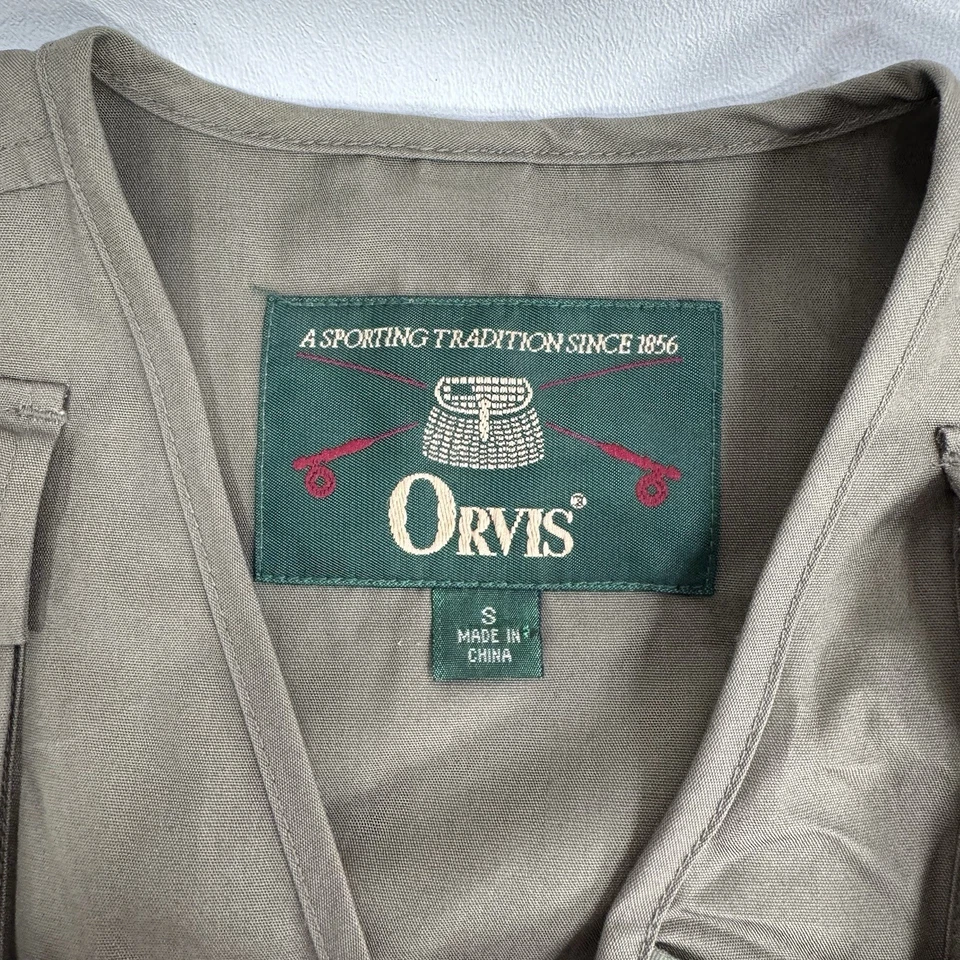 A SPORTING TRADITION SINCE 1856
ORVIS®
S
MADE IN
CHINA